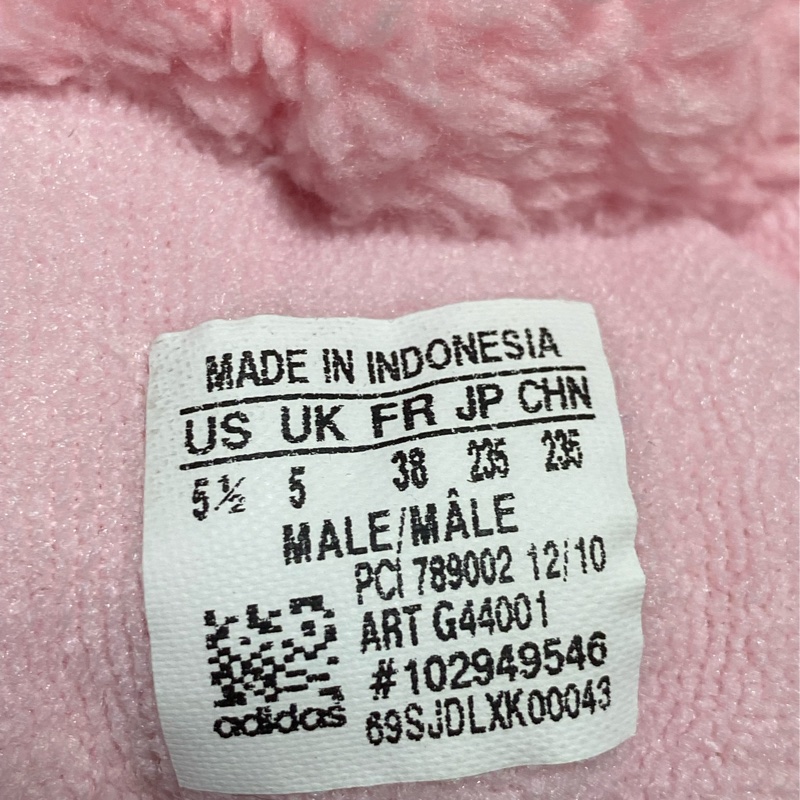 MADE IN INDONESIA
US UK FR JP CHN
5½ 5 38 235 235
MALE/MÂLE
PCI 789002 12/10
ART G44001
#102949546
adidas 69SJDLXK00043